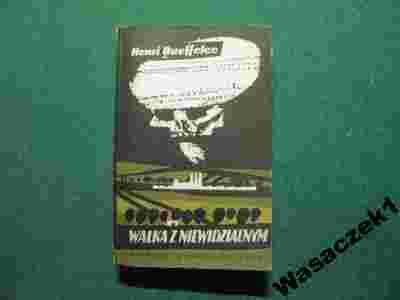 Henri Queffelec
WALKA Z NIEWIDZIALNYM
Wasaczek1